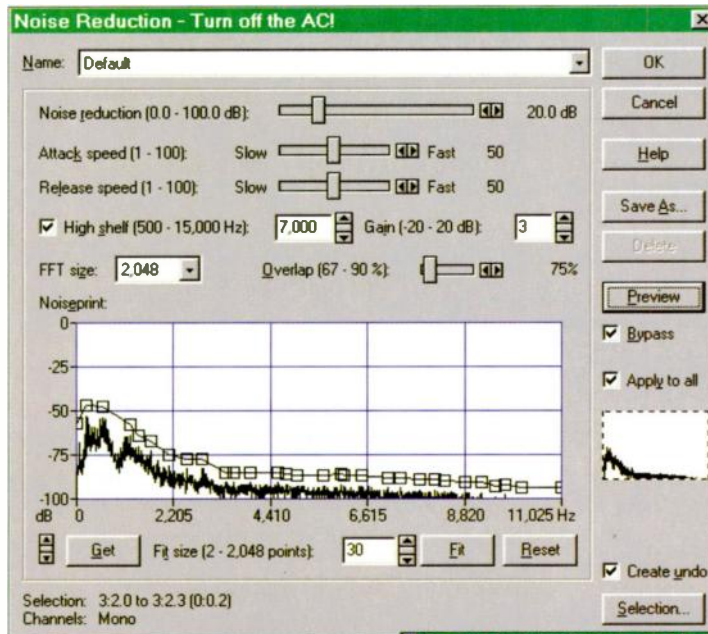 Noise Reduction - Turn off the AC!
Name: Default
OK
Cancel
Help
Save As...
Delete
Preview
Bypass
Apply to all
Noise reduction (0.0 - 100.0 dB): 20.0 dB
Attack speed (1 - 100): Slow Fast 50
Release speed (1 - 100): Slow Fast 50
High shelf (500 - 15,000 Hz): 7,000 Gain (-20 - 20 dB): 3
FFT size: 2,048 Overlap (67 - 90 %): 75%
Noiseprint:
0
-25
-50
-75
-100
dB 0 2,205 4,410 6,615 8,820 11,025 Hz
Get Fit size (2 - 2,048 points): 30 Fit Reset
Create undo
Selection: 3:2.0 to 3:2.3 (0:0.2)
Channels: Mono
Selection...